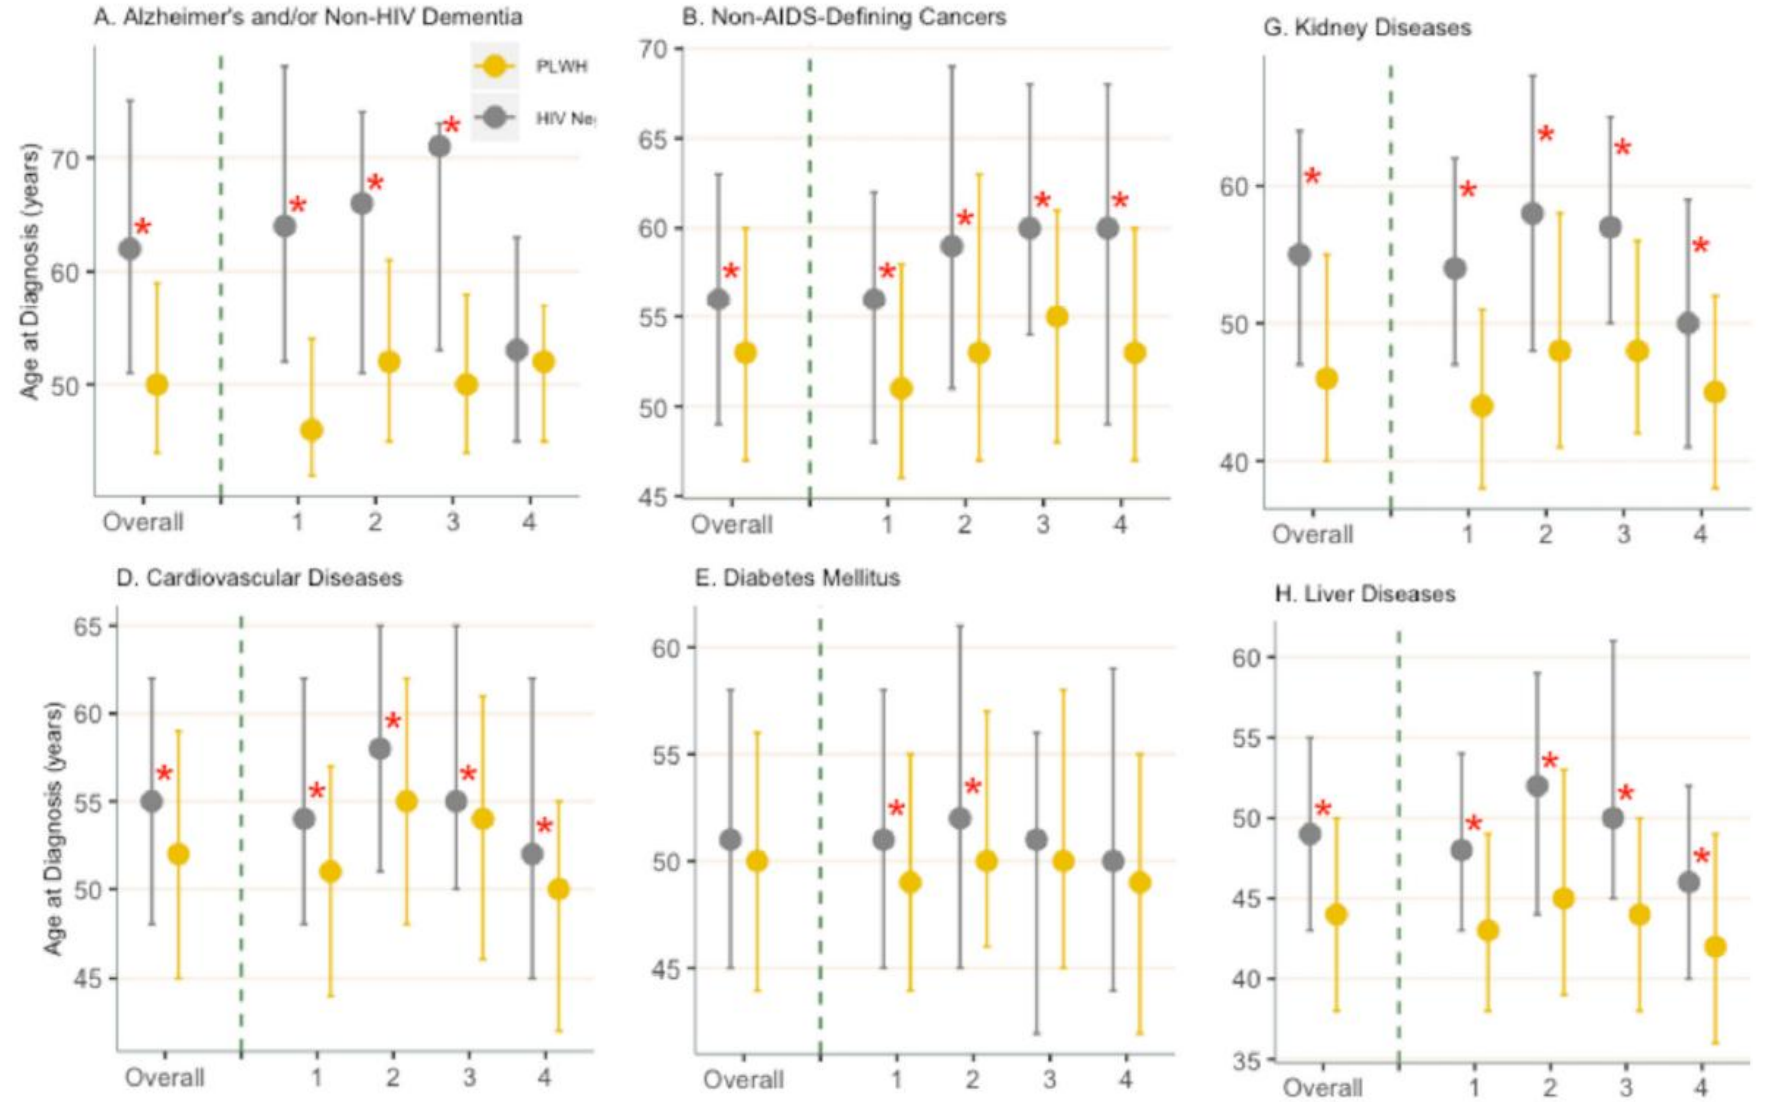 A. Alzheimer's and/or Non-HIV Dementia
PLWH
HIV Neg
Age at Diagnosis (years)
70
60
50
Overall 1 2 3 4
B. Non-AIDS-Defining Cancers
70
65
60
55
50
45
Overall 1 2 3 4
G. Kidney Diseases
60
50
40
Overall 1 2 3 4
D. Cardiovascular Diseases
Age at Diagnosis (years)
65
60
55
50
45
Overall 1 2 3 4
E. Diabetes Mellitus
60
55
50
45
Overall 1 2 3 4
H. Liver Diseases
60
55
50
45
40
35
Overall 1 2 3 4